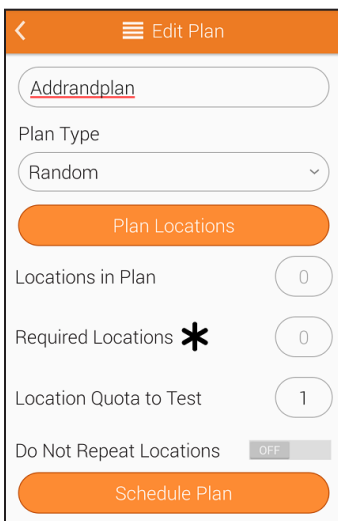 Edit Plan
Addrandplan
Plan Type
Random
Plan Locations
Locations in Plan 0
Required Locations * 0
Location Quota to Test 1
Do Not Repeat Locations OFF
Schedule Plan